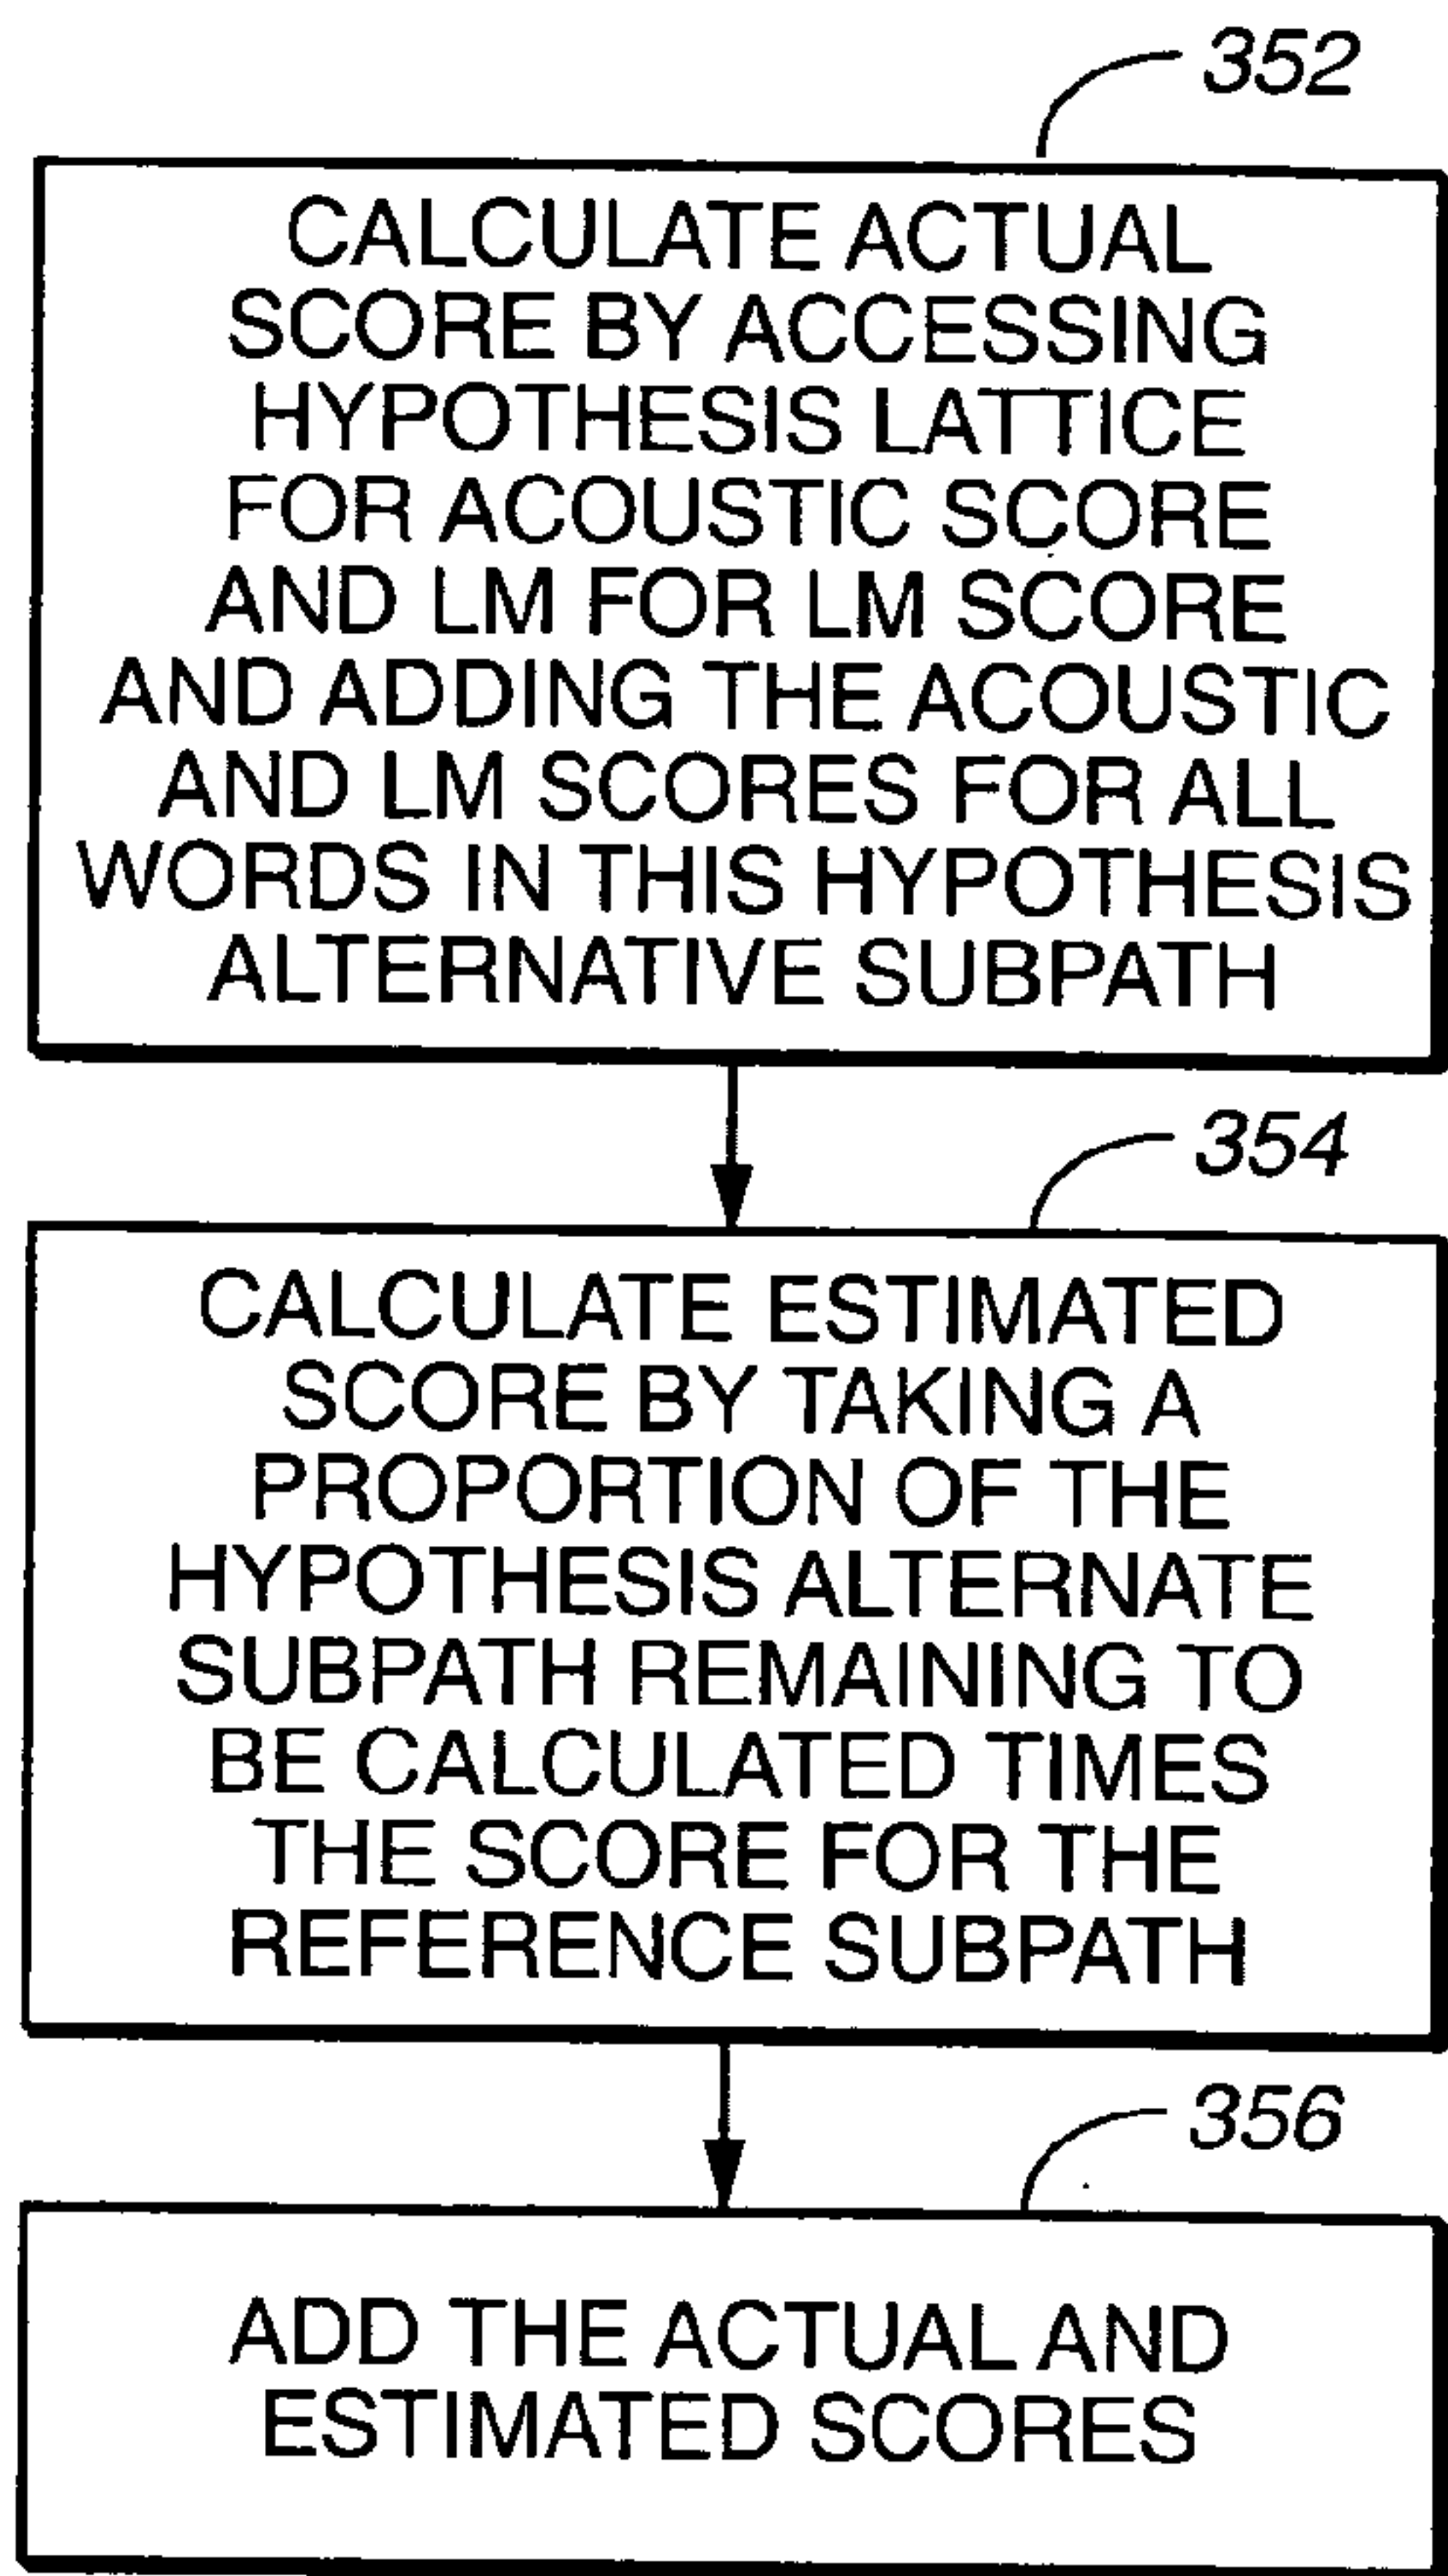 352
CALCULATE ACTUAL
SCORE BY ACCESSING
HYPOTHESIS LATTICE
FOR ACOUSTIC SCORE
AND LM FOR LM SCORE
AND ADDING THE ACOUSTIC
AND LM SCORES FOR ALL
WORDS IN THIS HYPOTHESIS
ALTERNATIVE SUBPATH
354
CALCULATE ESTIMATED
SCORE BY TAKING A
PROPORTION OF THE
HYPOTHESIS ALTERNATE
SUBPATH REMAINING TO
BE CALCULATED TIMES
THE SCORE FOR THE
REFERENCE SUBPATH
356
ADD THE ACTUAL AND
ESTIMATED SCORES